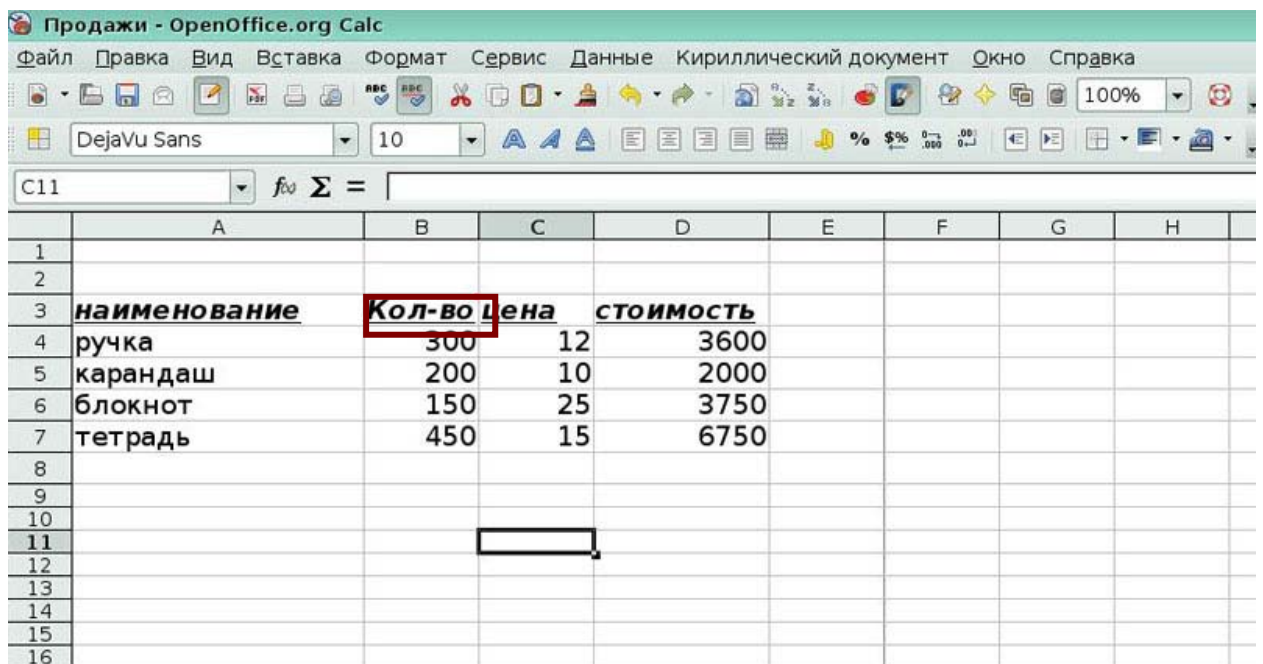 Продажи - OpenOffice.org Calc
Файл Правка Вид Вставка Формат Сервис Данные Кириллический документ Окно Справка
100%
DejaVu Sans 10
C11
A B C D E F G H
1
2
3 наименование Кол-во цена стоимость
4 ручка 300 12 3600
5 карандаш 200 10 2000
6 блокнот 150 25 3750
7 тетрадь 450 15 6750
8
9
10
11
12
13
14
15
16